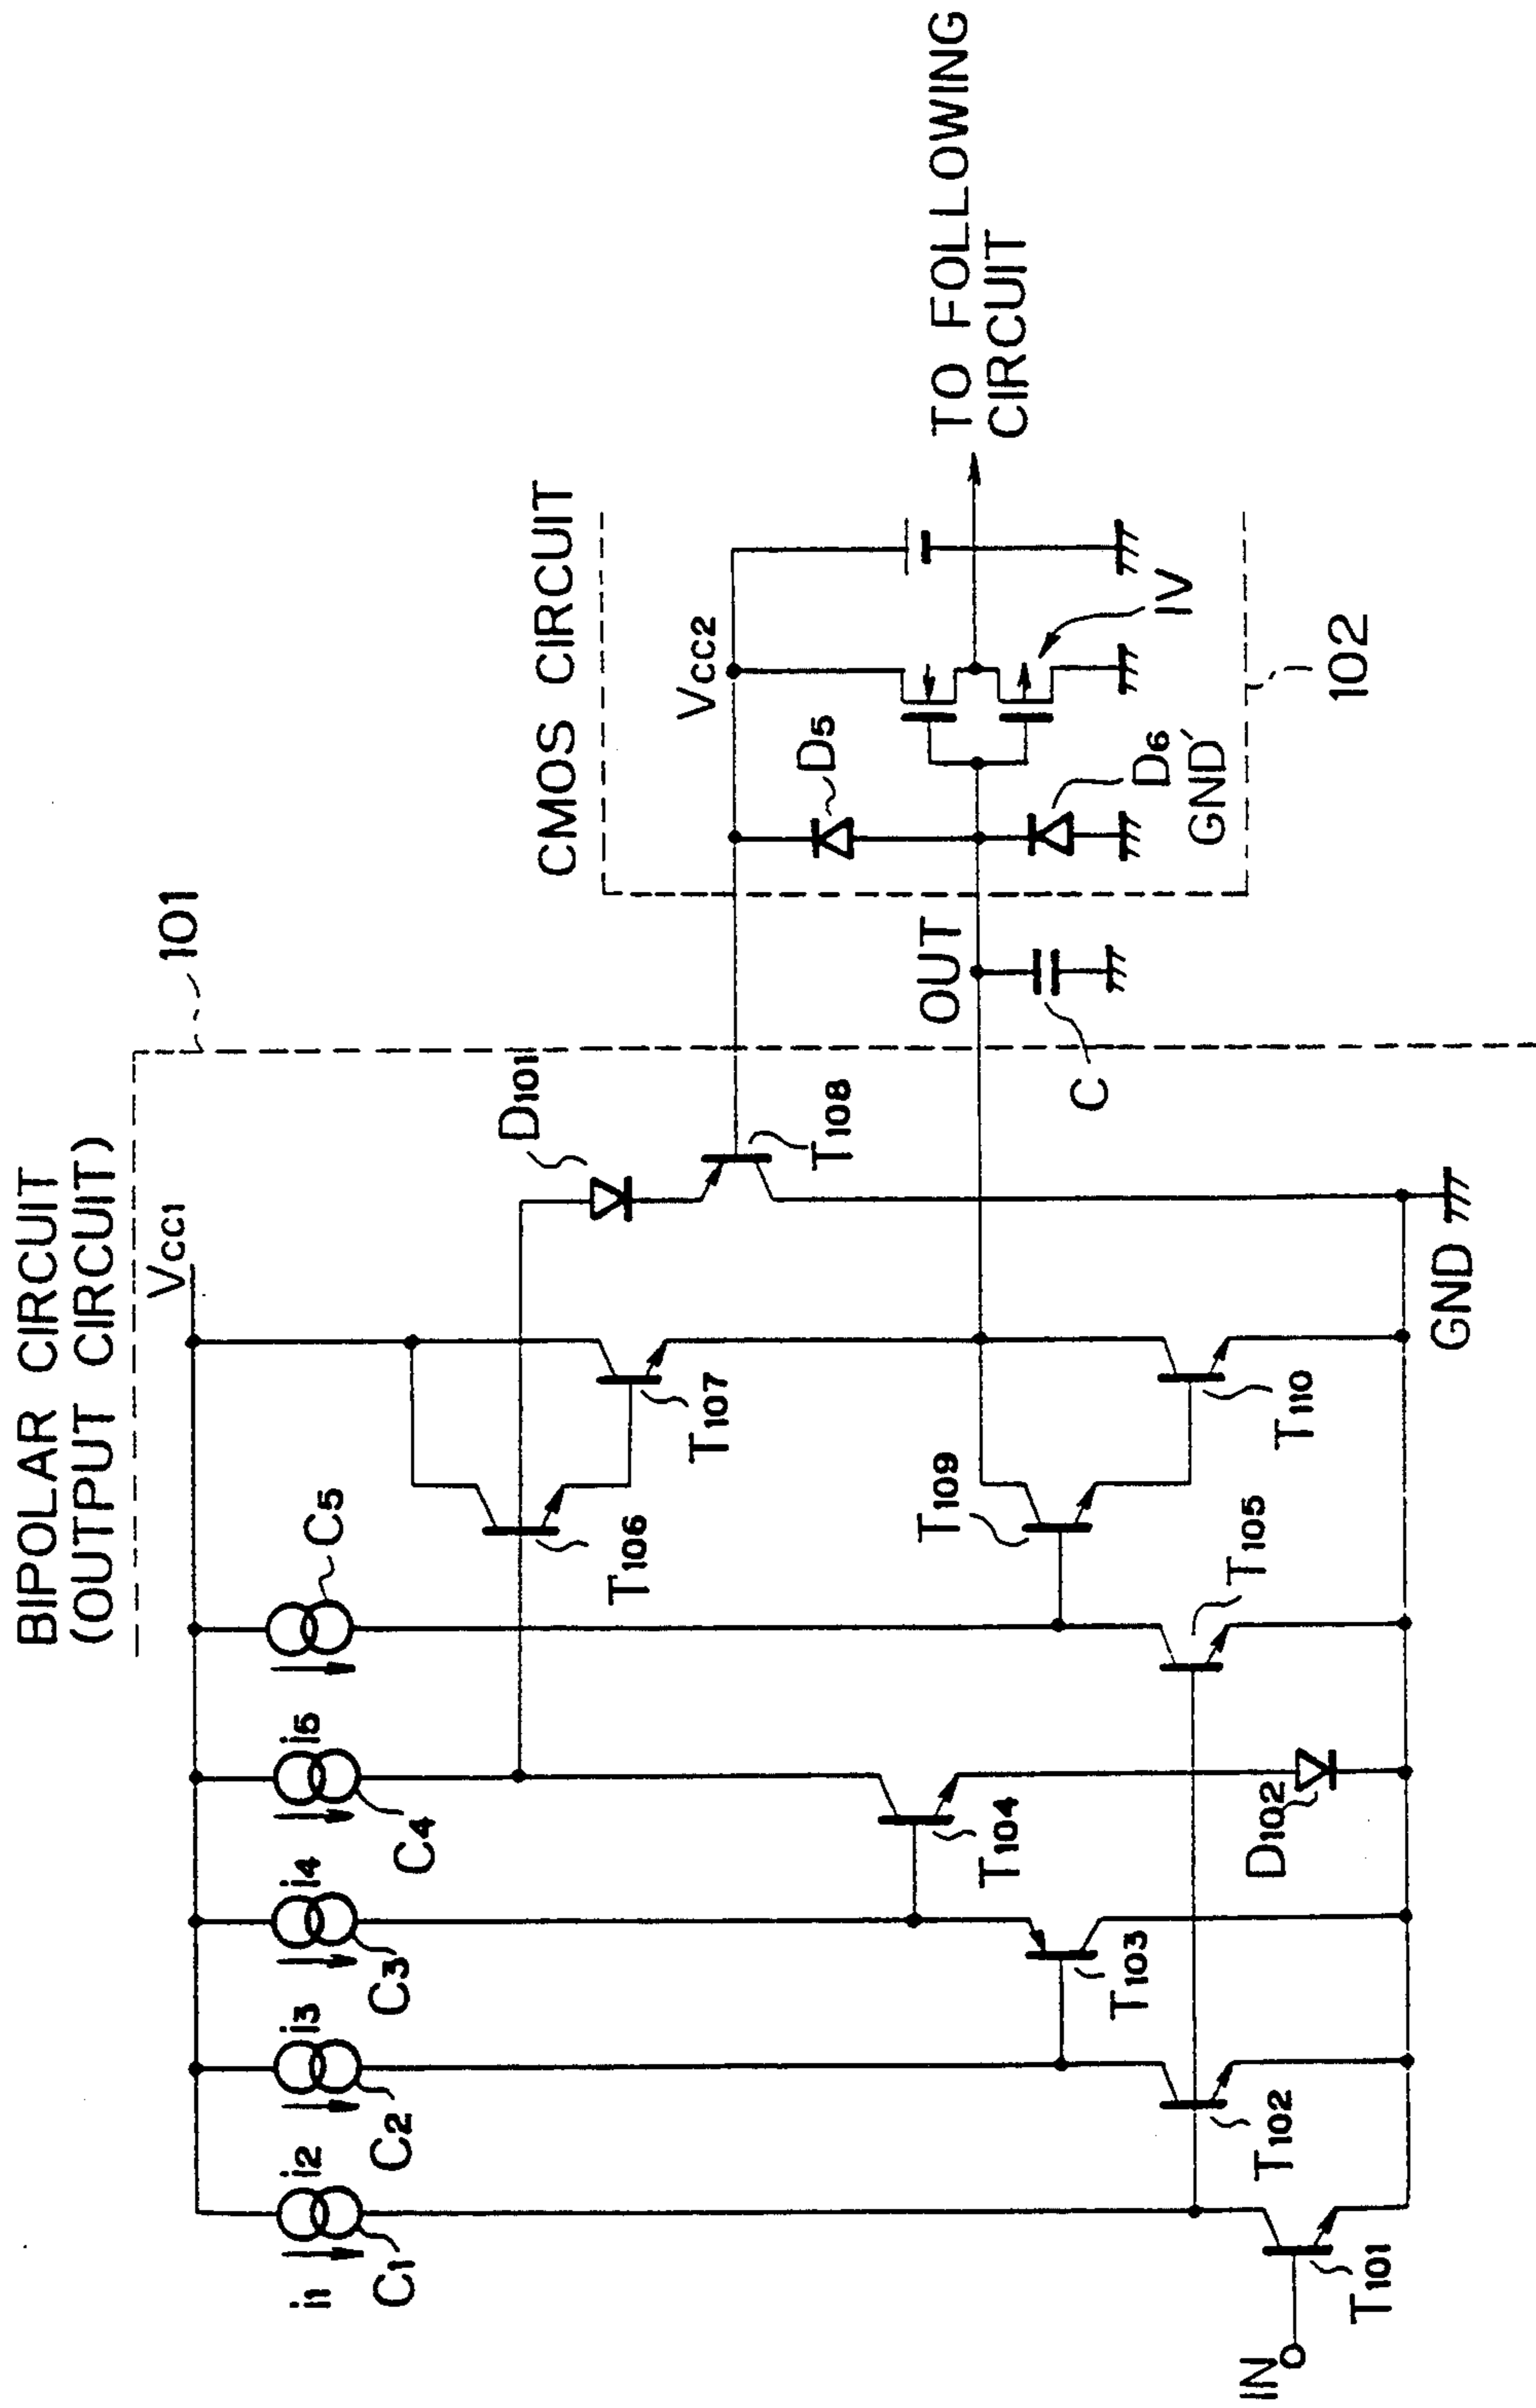 BIPOLAR CIRCUIT
(OUTPUT CIRCUIT)
101
VCC1
CMOS CIRCUIT
VCC2
i1
i2
i3
i4
i5
C1
C2
C3
C4
C5
T106
T107
D101
T108
OUT
C
D5
D6
GND'
IV
102
TO FOLLOWING
CIRCUIT
T109
T110
T105
T104
D102
T103
T102
T101
IN
GND